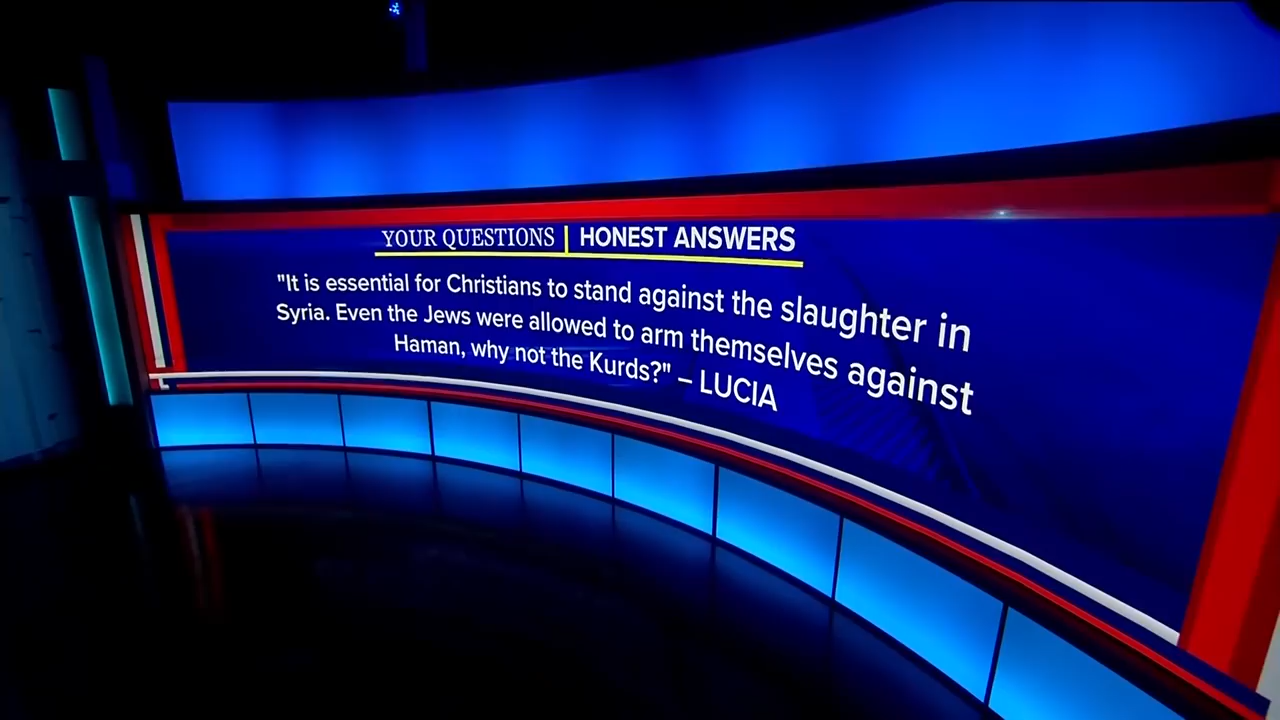 YOUR QUESTIONS | HONEST ANSWERS
"It is essential for Christians to stand against the slaughter in
Syria. Even the Jews were allowed to arm themselves against
Haman, why not the Kurds?" – LUCIA